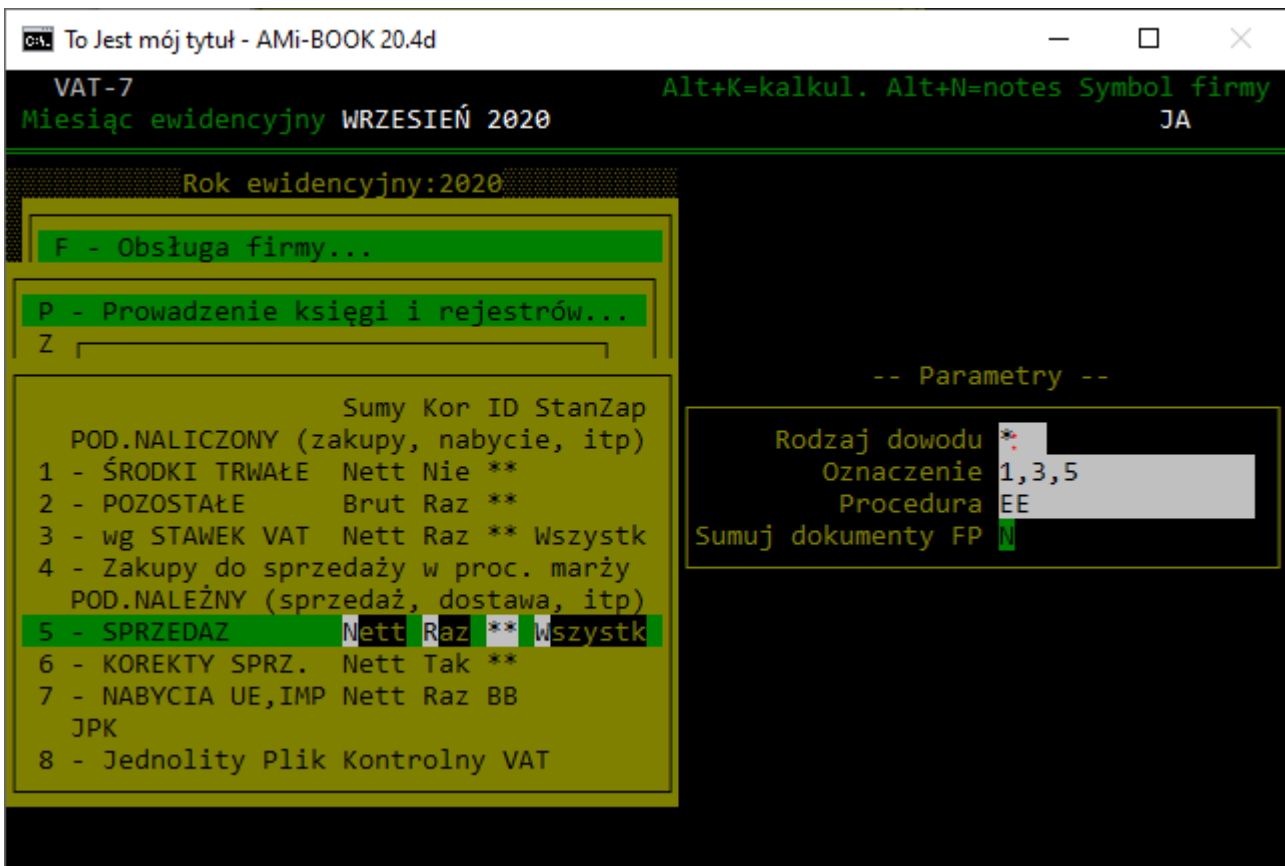 To Jest mój tytuł - AMi-BOOK 20.4d
VAT-7 Alt+K=kalkul. Alt+N=notes Symbol firmy
Miesiąc ewidencyjny WRZESIEŃ 2020 JA
Rok ewidencyjny:2020
F - Obsługa firmy...
P - Prowadzenie księgi i rejestrów...
Z
Sumy Kor ID StanZap
POD.NALICZONY (zakupy, nabycie, itp)
1 - ŚRODKI TRWAŁE Nett Nie **
2 - POZOSTAŁE Brut Raz **
3 - wg STAWEK VAT Nett Raz ** Wszystk
4 - Zakupy do sprzedaży w proc. marży
POD.NALEŻNY (sprzedaż, dostawa, itp)
5 - SPRZEDAZ Nett Raz ** Wszystk
6 - KOREKTY SPRZ. Nett Tak **
7 - NABYCIA UE,IMP Nett Raz BB
JPK
8 - Jednolity Plik Kontrolny VAT
-- Parametry --
Rodzaj dowodu *
Oznaczenie 1,3,5
Procedura EE
Sumuj dokumenty FP N